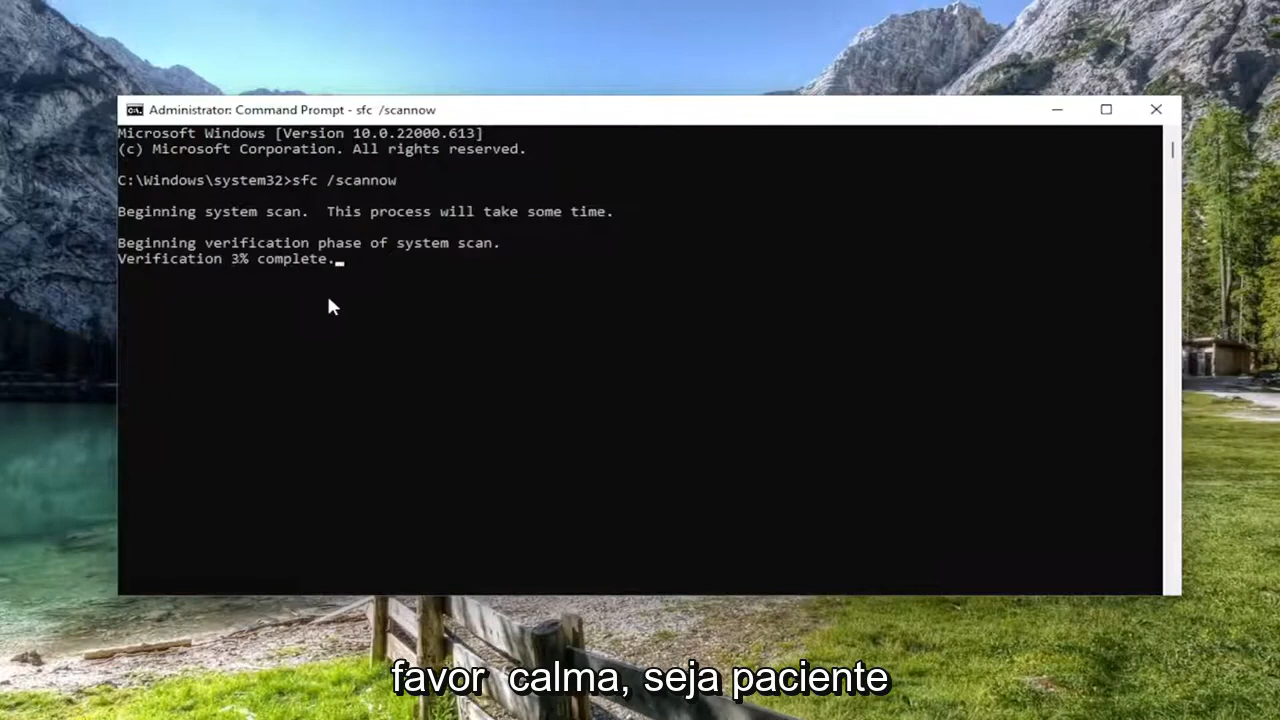 Administrator: Command Prompt - sfc /scannow
Microsoft Windows [Version 10.0.22000.613]
(c) Microsoft Corporation. All rights reserved.
C:\Windows\system32>sfc /scannow
Beginning system scan.  This process will take some time.
Beginning verification phase of system scan.
Verification 3% complete.
favor  calma, seja paciente